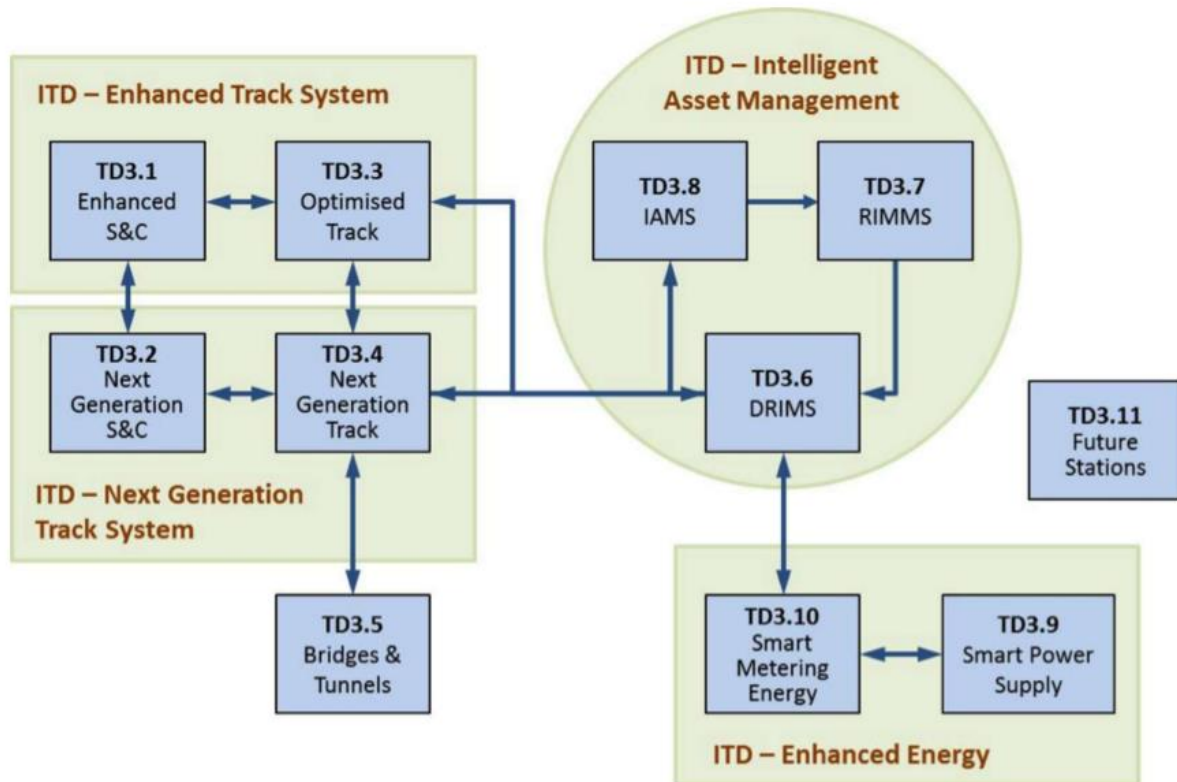 ITD – Enhanced Track System
TD3.1
Enhanced
S&C
TD3.3
Optimised
Track
TD3.2
Next
Generation
S&C
TD3.4
Next
Generation
Track
ITD – Next Generation
Track System
TD3.5
Bridges &
Tunnels
ITD – Intelligent
Asset Management
TD3.8
IAMS
TD3.7
RIMMS
TD3.6
DRIMS
TD3.11
Future
Stations
TD3.10
Smart
Metering
Energy
TD3.9
Smart Power
Supply
ITD – Enhanced Energy